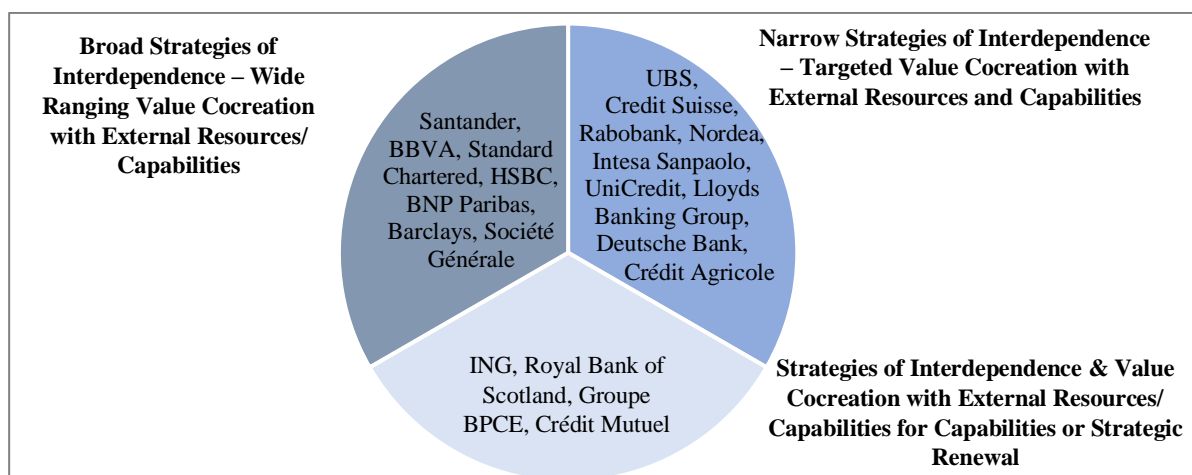 Broad Strategies of
Interdependence – Wide
Ranging Value Cocreation
with External Resources/
Capabilities
Santander,
BBVA, Standard
Chartered, HSBC,
BNP Paribas,
Barclays, Société
Générale
Narrow Strategies of Interdependence
– Targeted Value Cocreation with
External Resources and Capabilities
UBS,
Credit Suisse,
Rabobank, Nordea,
Intesa Sanpaolo,
UniCredit, Lloyds
Banking Group,
Deutsche Bank,
Crédit Agricole
ING, Royal Bank of
Scotland, Groupe
BPCE, Crédit Mutuel
Strategies of Interdependence & Value
Cocreation with External Resources/
Capabilities for Capabilities or Strategic
Renewal